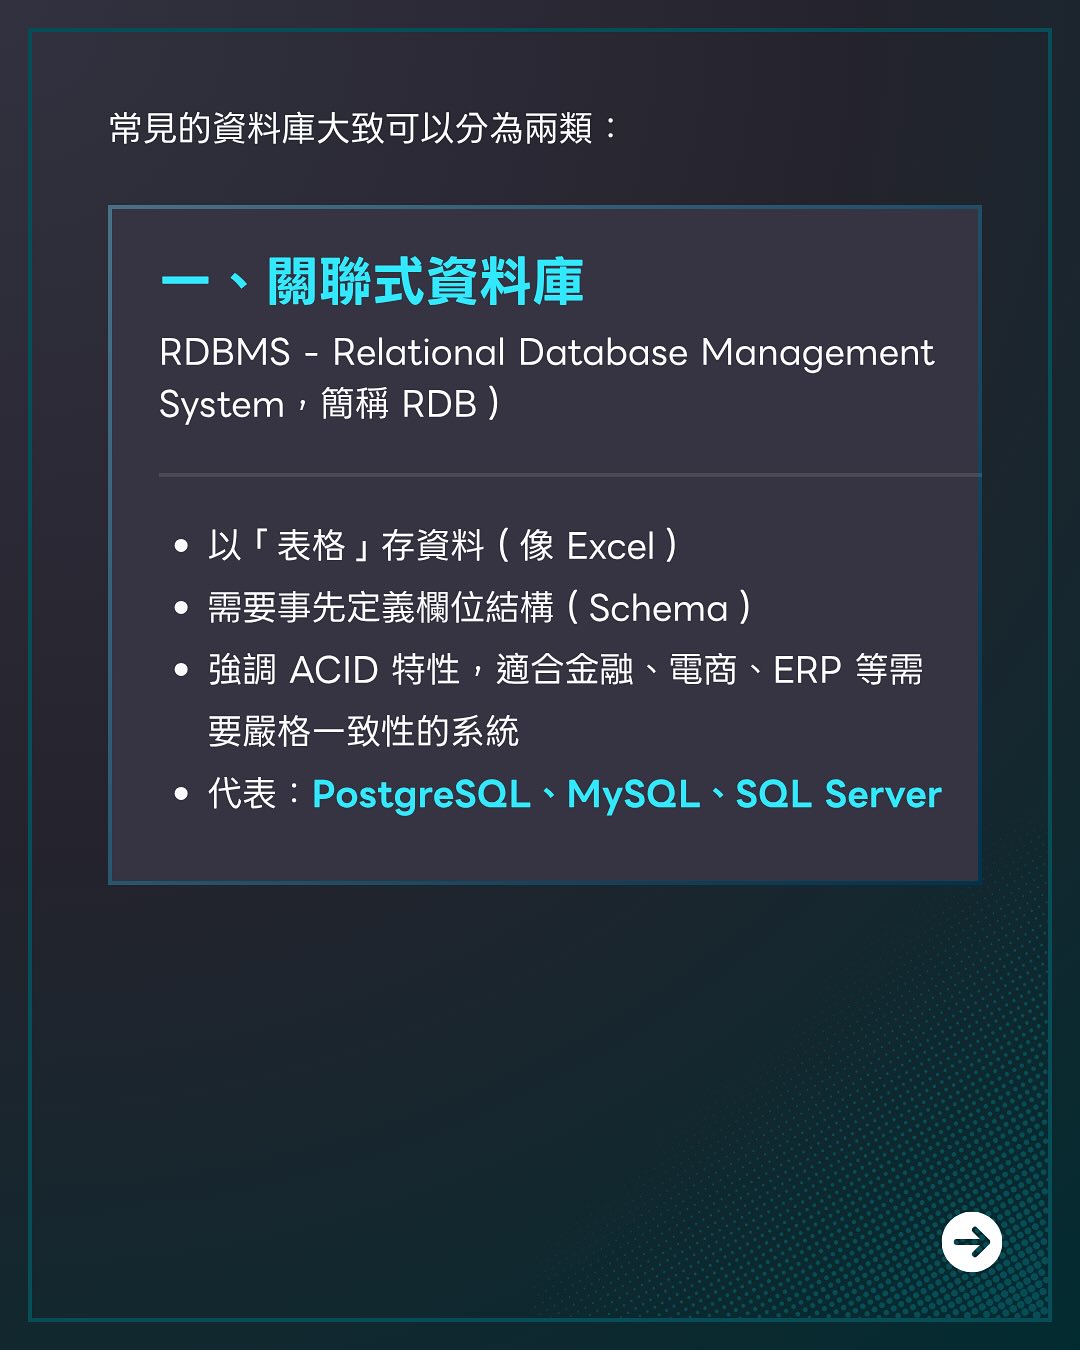 常見的資料庫大致可以分為兩類：
一、關聯式資料庫
RDBMS - Relational Database Management
System，簡稱 RDB）
• 以「表格」存資料（像 Excel）
• 需要事先定義欄位結構（Schema）
• 強調 ACID 特性，適合金融、電商、ERP 等需
要嚴格一致性的系統
• 代表：PostgreSQL、MySQL、SQL Server